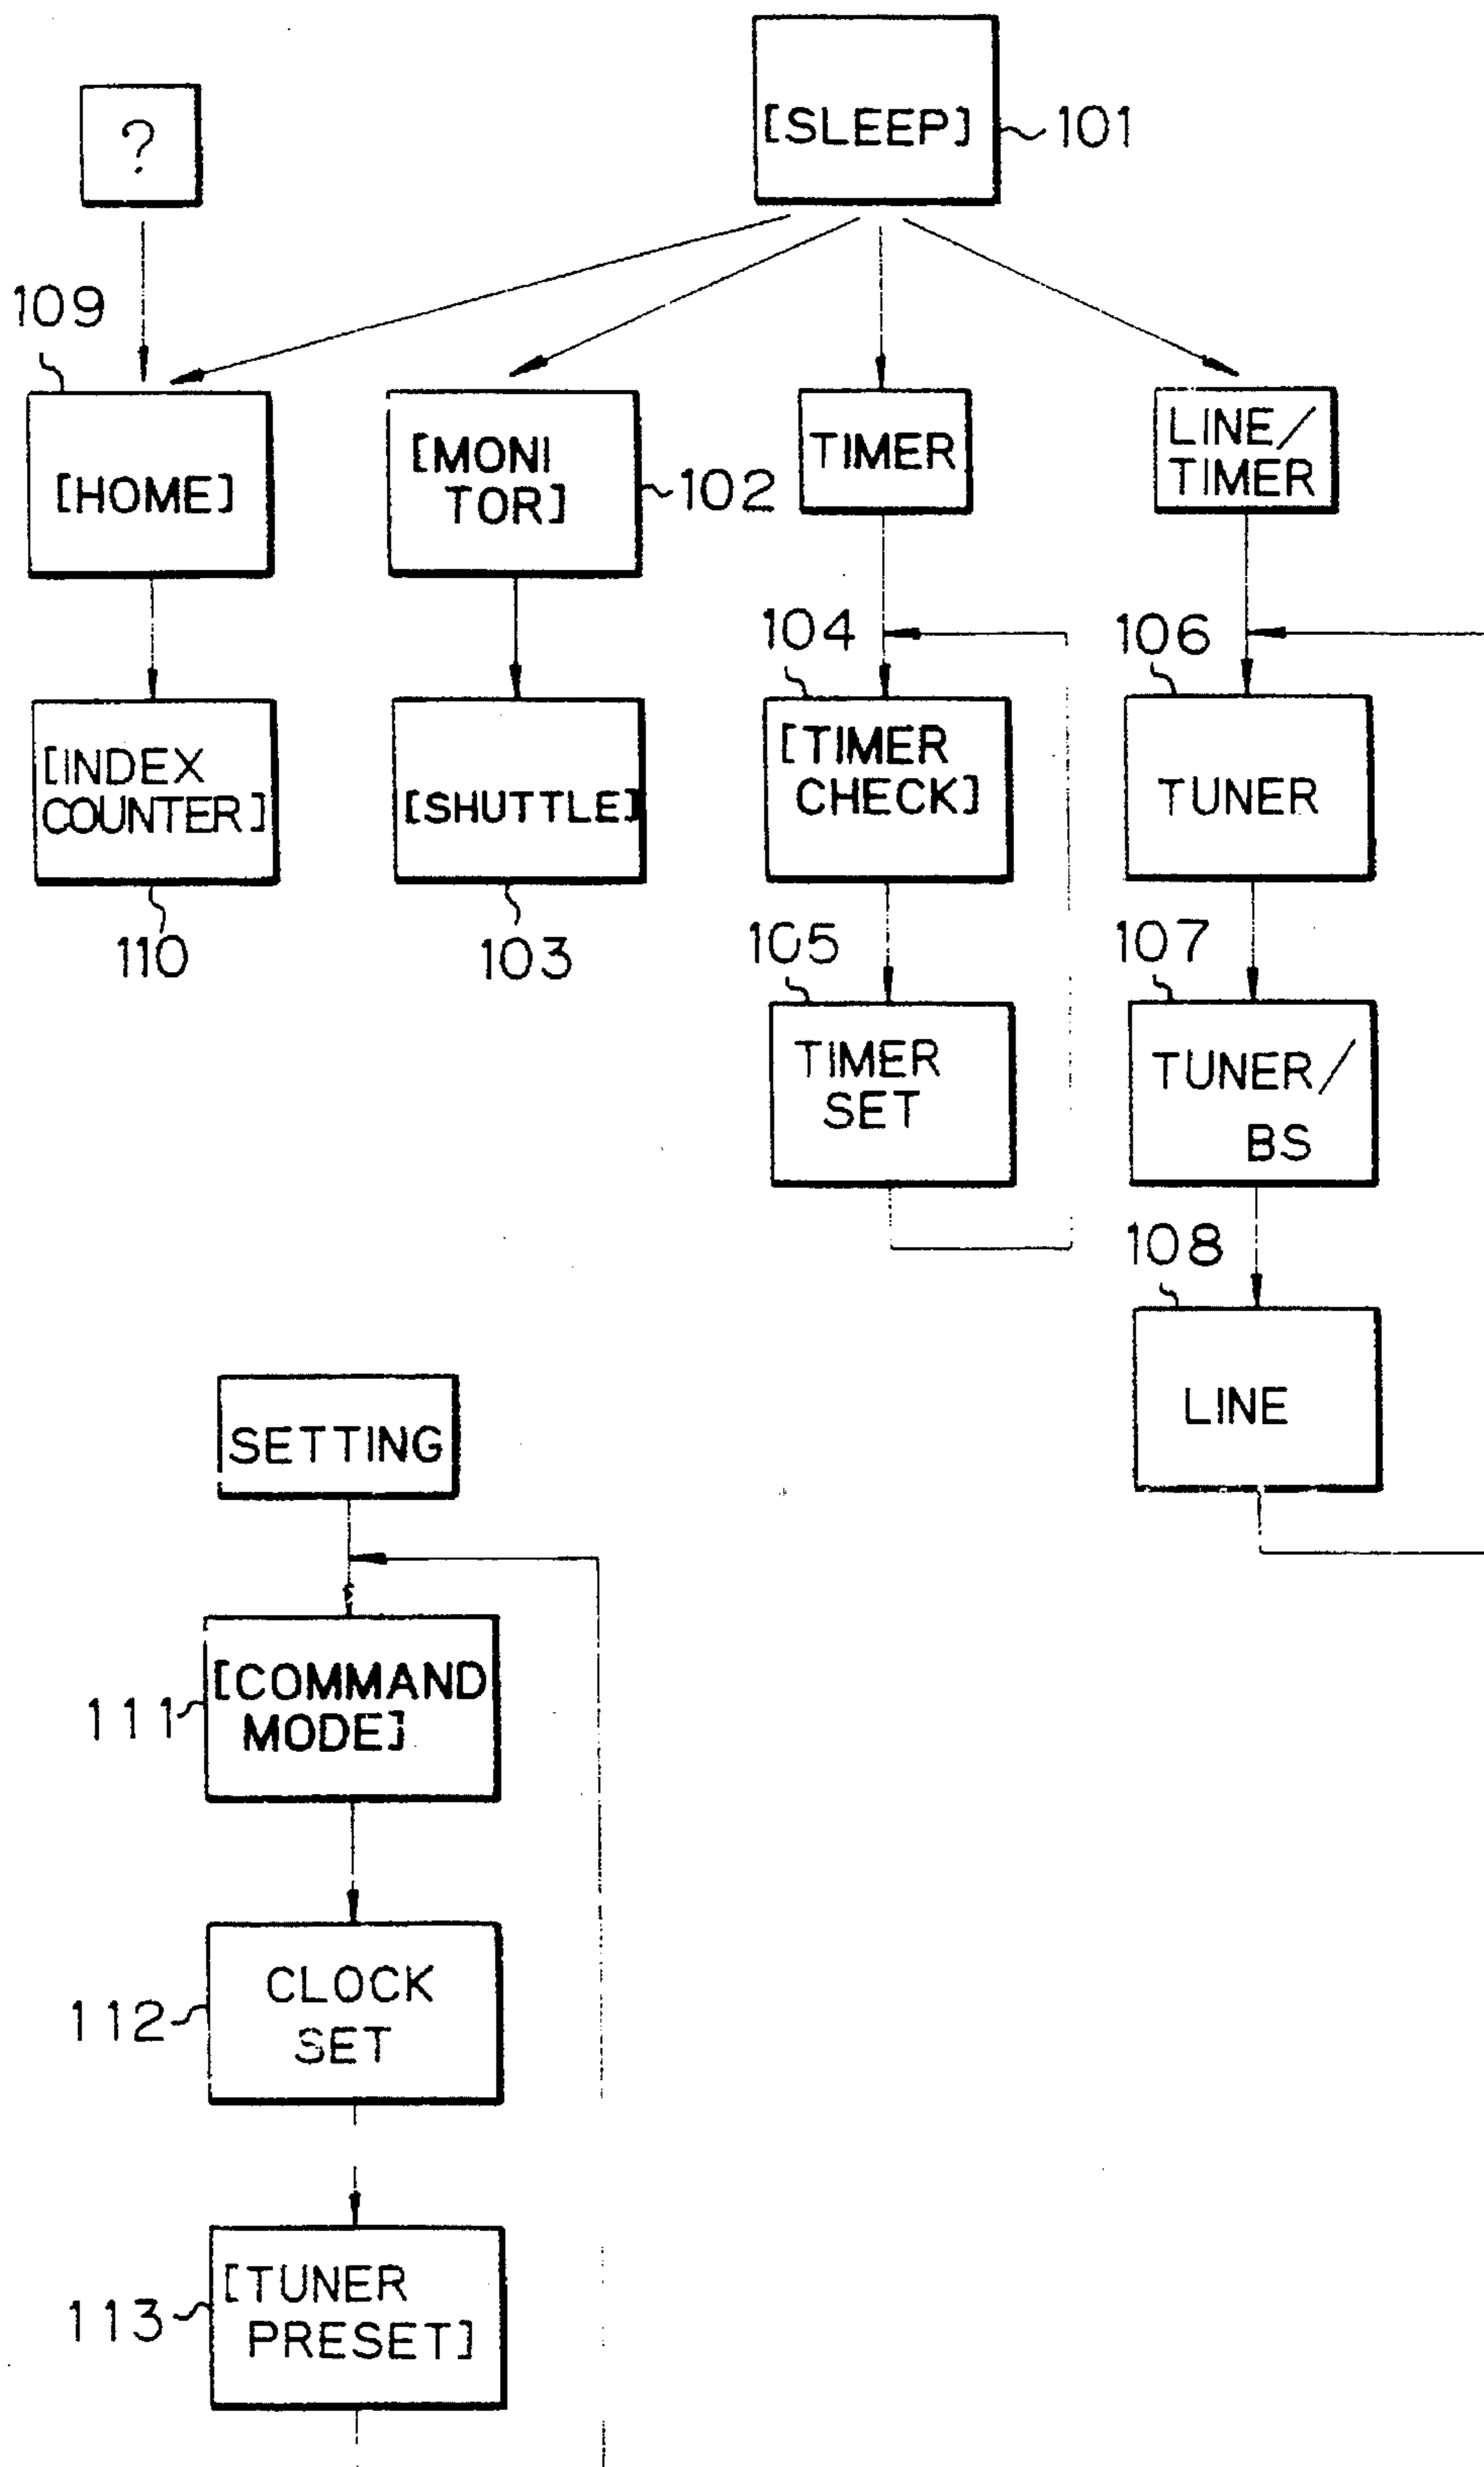 ?
[SLEEP]
101
109
[HOME]
[MONI
TOR]
102
TIMER
LINE/
TIMER
104
106
[INDEX
COUNTER]
110
[SHUTTLE]
103
[TIMER
CHECK]
TUNER
105
107
TIMER
SET
TUNER/
BS
108
LINE
SETTING
111
[COMMAND
MODE]
112
CLOCK
SET
113
[TUNER
PRESET]